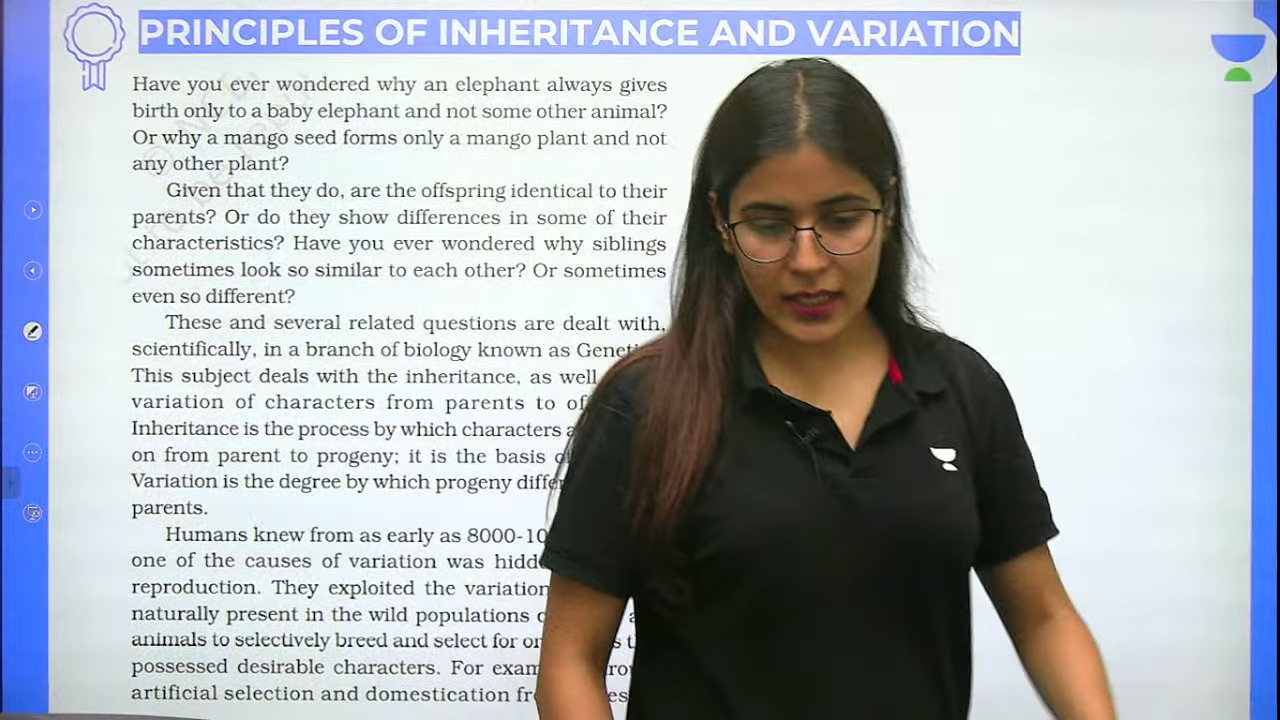 PRINCIPLES OF INHERITANCE AND VARIATION
Have you ever wondered why an elephant always gives
birth only to a baby elephant and not some other animal?
Or why a mango seed forms only a mango plant and not
any other plant?
Given that they do, are the offspring identical to their
parents? Or do they show differences in some of their
characteristics? Have you ever wondered why siblings
sometimes look so similar to each other? Or sometimes
even so different?
These and several related questions are dealt with,
scientifically, in a branch of biology known as
This subject deals with the inheritance, as well
variation of characters from parents to
Inheritance is the process by which characters
on from parent to progeny; it is the basis
Variation is the degree by which progeny
parents.
Humans knew from as early as
one of the causes of variation was
reproduction. They exploited the
naturally present in the wild populations
animals to selectively breed and select for
possessed desirable characters. For
artificial selection and domestication